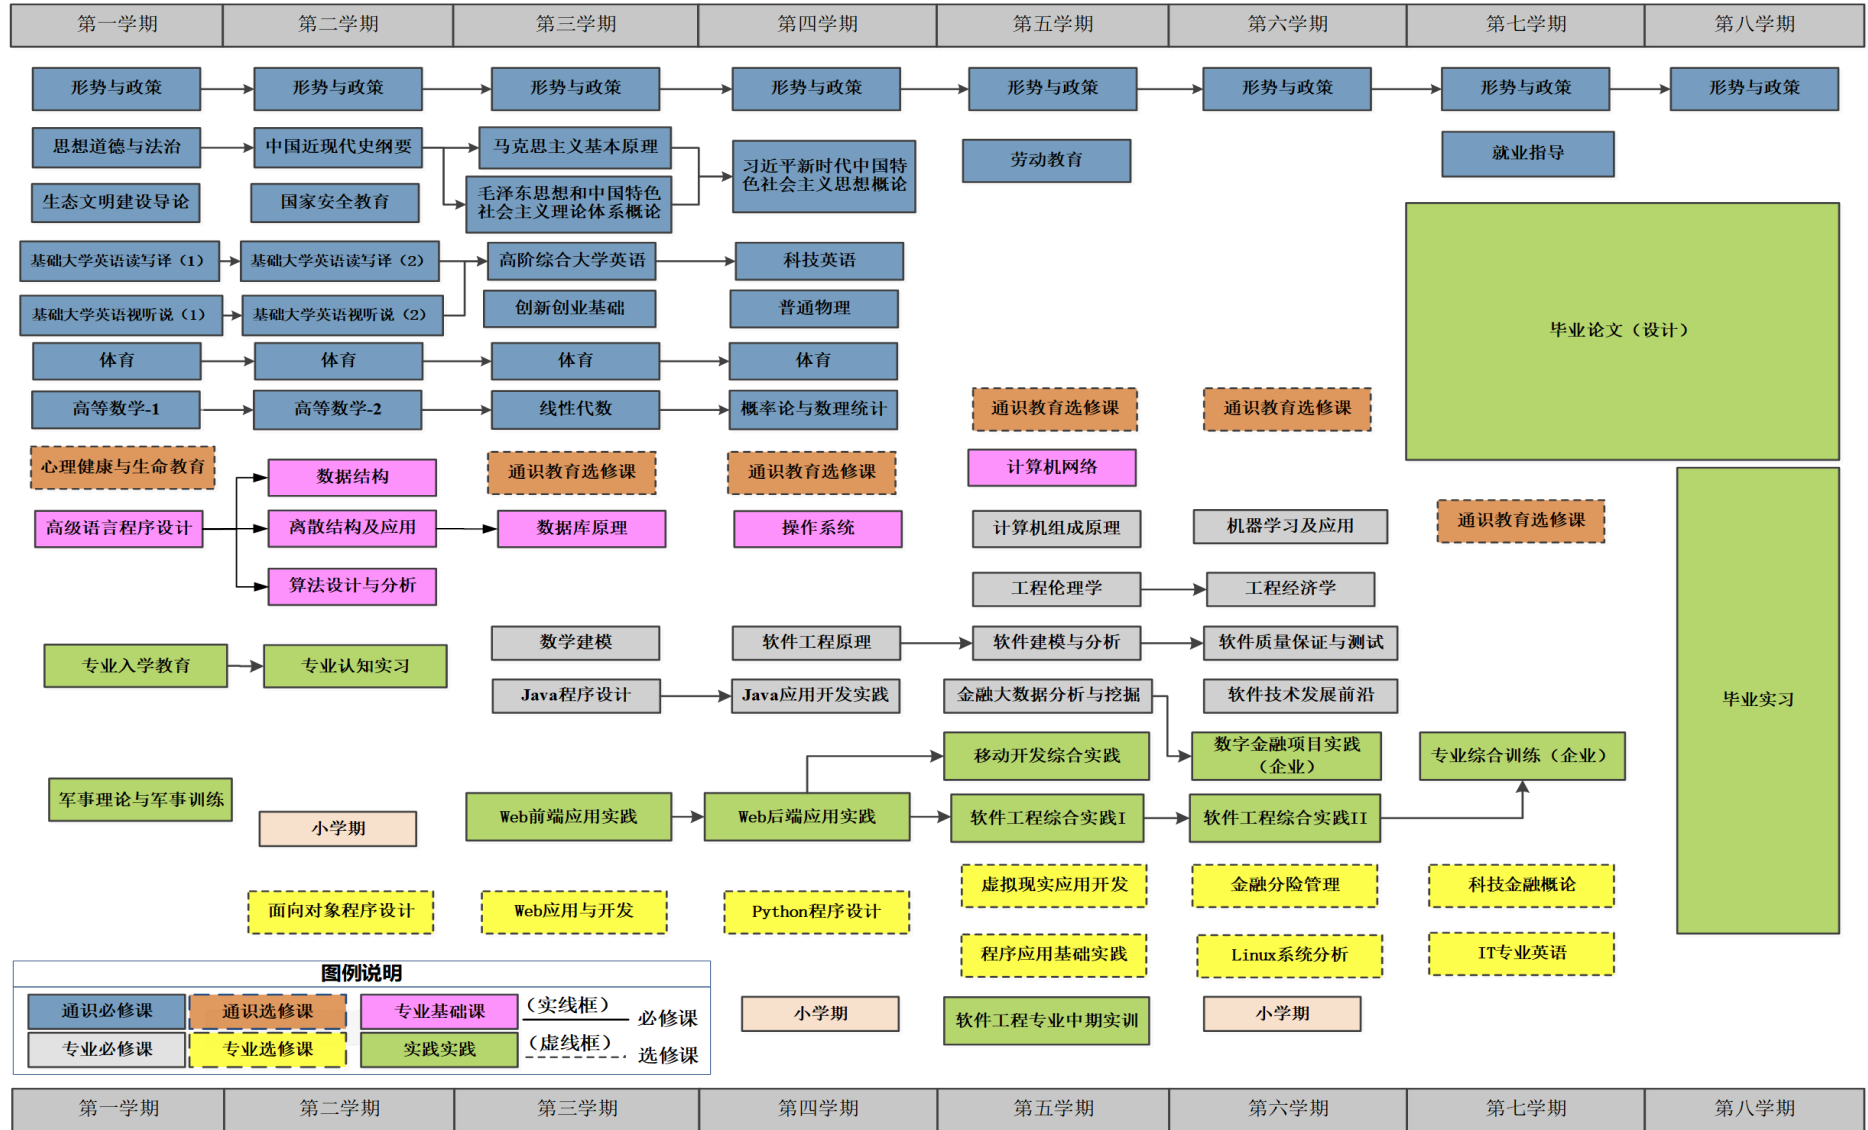 第一学期
第二学期
第三学期
第四学期
第五学期
第六学期
第七学期
第八学期
形势与政策
形势与政策
形势与政策
形势与政策
形势与政策
形势与政策
形势与政策
形势与政策
思想道德与法治
中国近现代史纲要
马克思主义基本原理
习近平新时代中国特
色社会主义思想概论
劳动教育
就业指导
生态文明建设导论
国家安全教育
毛泽东思想和中国特色
社会主义理论体系概论
基础大学英语读写译（1）
基础大学英语读写译（2）
高阶综合大学英语
科技英语
基础大学英语视听说（1）
基础大学英语视听说（2）
创新创业基础
普通物理
毕业论文（设计）
体育
体育
体育
体育
高等数学-1
高等数学-2
线性代数
概率论与数理统计
通识教育选修课
通识教育选修课
心理健康与生命教育
数据结构
通识教育选修课
通识教育选修课
计算机网络
高级语言程序设计
离散结构及应用
数据库原理
操作系统
计算机组成原理
机器学习及应用
通识教育选修课
算法设计与分析
工程伦理学
工程经济学
数学建模
软件工程原理
软件建模与分析
软件质量保证与测试
专业入学教育
专业认知实习
Java程序设计
Java应用开发实践
金融大数据分析与挖掘
软件技术发展前沿
毕业实习
移动开发综合实践
数字金融项目实践
（企业）
专业综合训练（企业）
军事理论与军事训练
小学期
Web前端应用实践
Web后端应用实践
软件工程综合实践I
软件工程综合实践II
虚拟现实应用开发
金融分险管理
科技金融概论
面向对象程序设计
Web应用与开发
Python程序设计
程序应用基础实践
Linux系统分析
IT专业英语
小学期
软件工程专业中期实训
小学期
图例说明
通识必修课
通识选修课
专业基础课
（实线框）
必修课
专业必修课
专业选修课
实践实践
（虚线框）
选修课
第一学期
第二学期
第三学期
第四学期
第五学期
第六学期
第七学期
第八学期